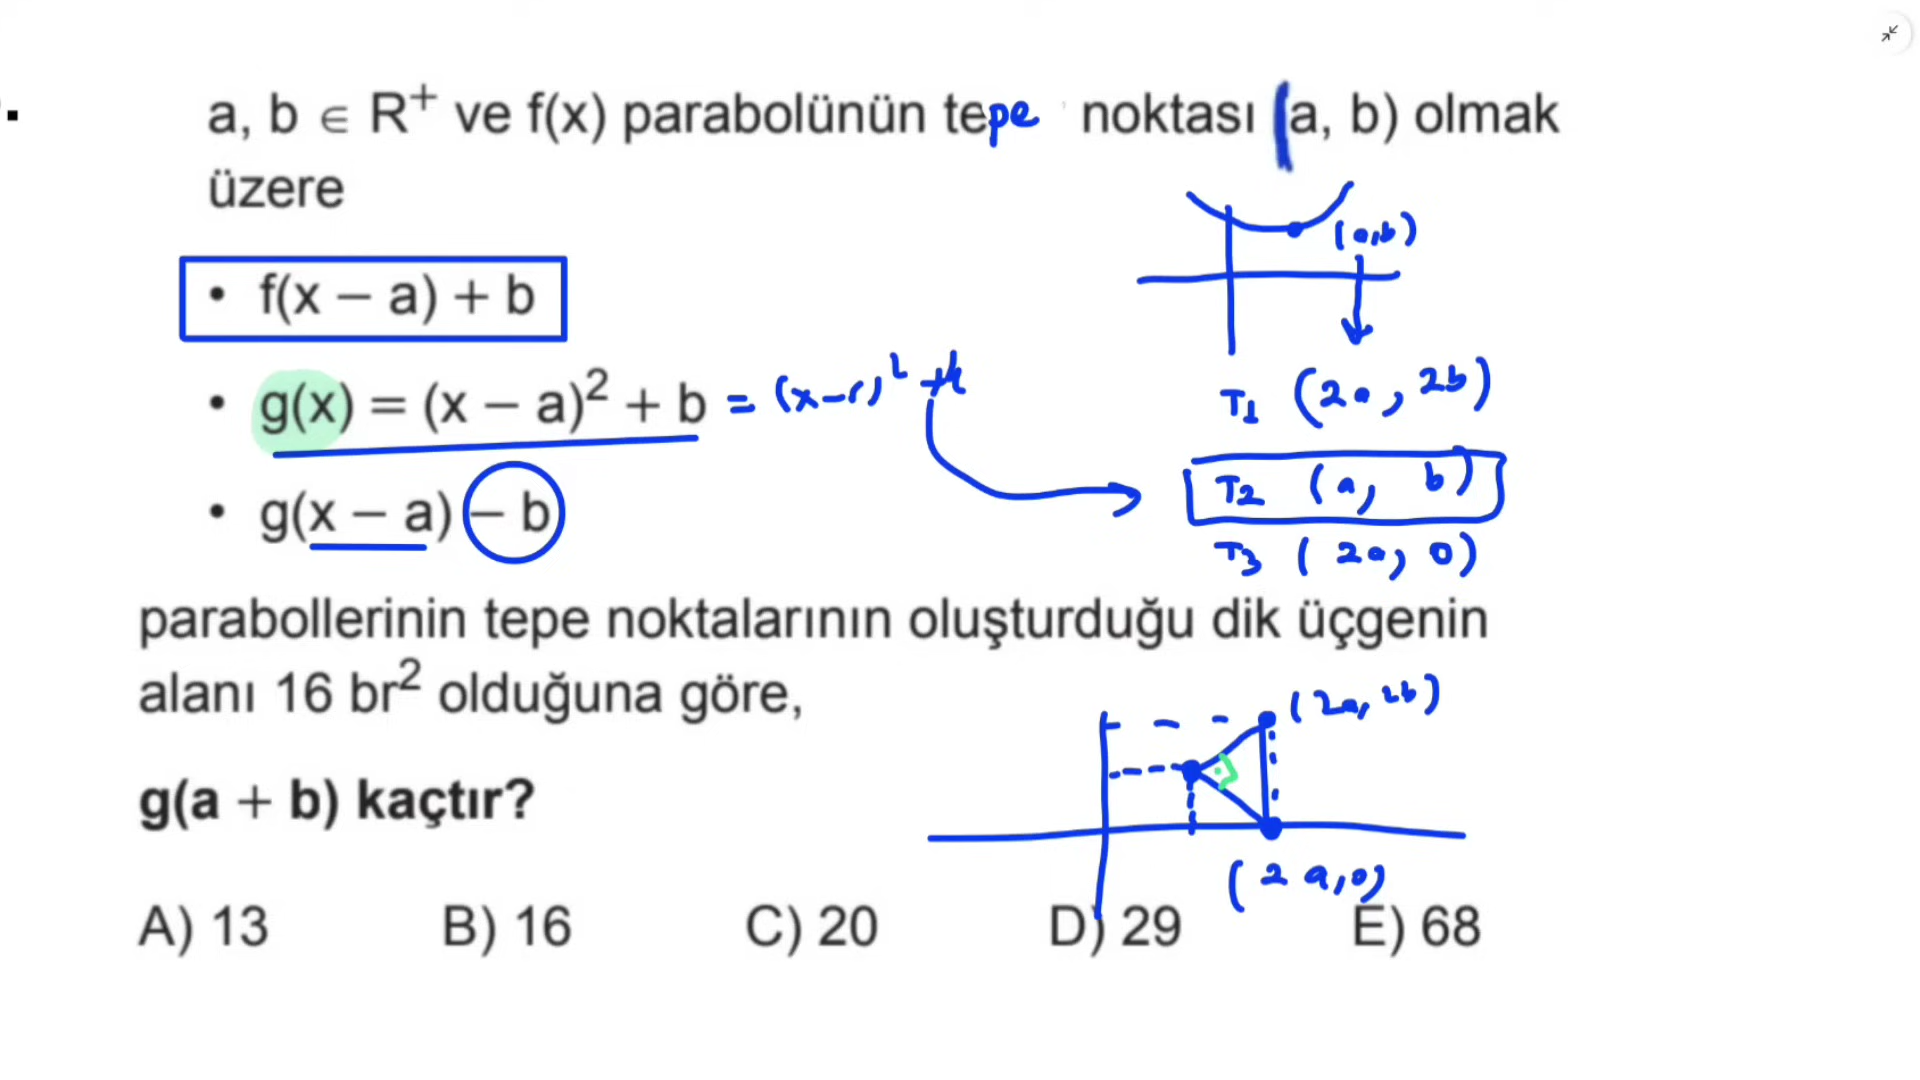 a, b ∈ R⁺ ve f(x) parabolünün tepe noktası (a, b) olmak
üzere
(a,b)
• f(x – a) + b
• g(x) = (x – a)² + b = (x–r)² + k
T1 (2a, 2b)
T2 (a, b)
• g(x – a) – b
T3 (2a, 0)
parabollerinin tepe noktalarının oluşturduğu dik üçgenin
alanı 16 br² olduğuna göre,
(2a, 2b)
g(a + b) kaçtır?
(2a,0)
A) 13 B) 16 C) 20 D) 29 E) 68